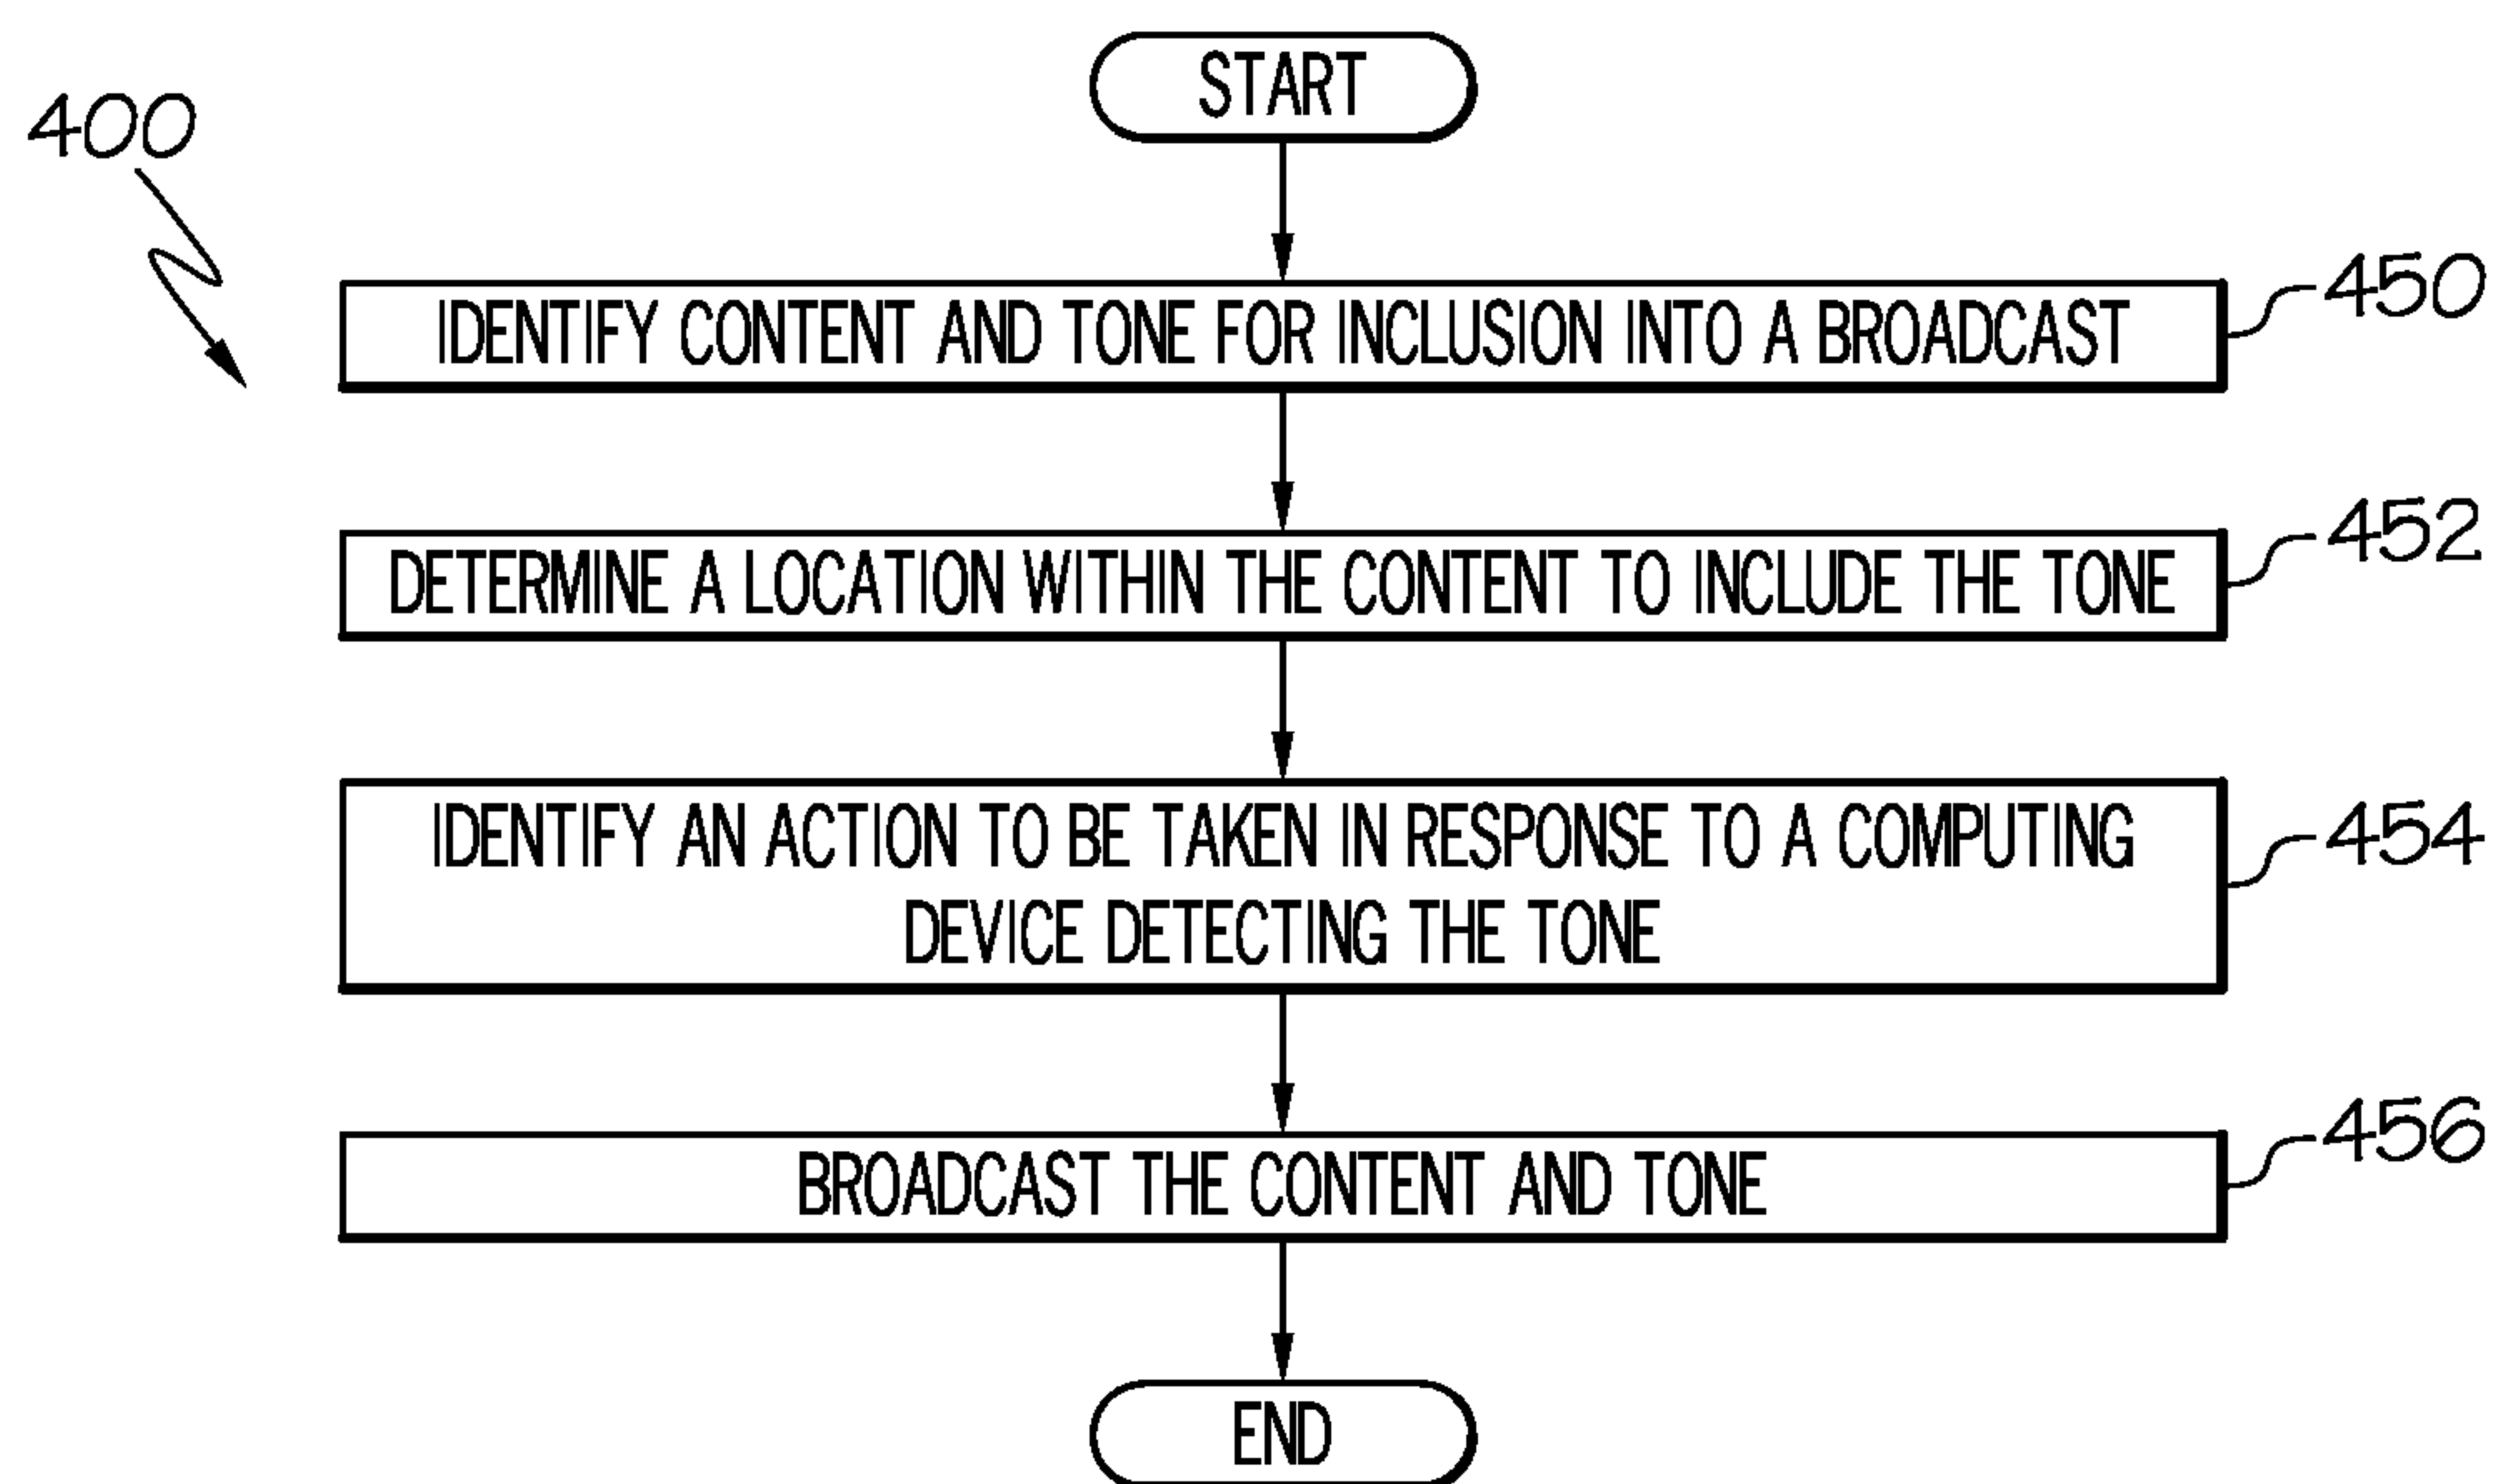 START
400
IDENTIFY CONTENT AND TONE FOR INCLUSION INTO A BROADCAST
450
DETERMINE A LOCATION WITHIN THE CONTENT TO INCLUDE THE TONE
452
IDENTIFY AN ACTION TO BE TAKEN IN RESPONSE TO A COMPUTING
DEVICE DETECTING THE TONE
454
BROADCAST THE CONTENT AND TONE
456
END